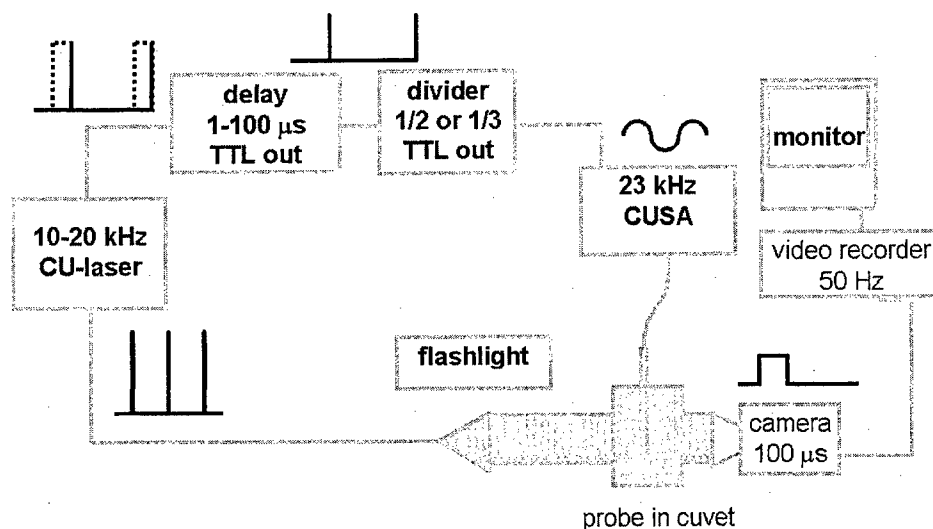 delay
1-100 µs
TTL out
divider
1/2 or 1/3
TTL out
monitor
23 kHz
CUSA
10-20 kHz
CU-laser
video recorder
50 Hz
flashlight
camera
100 µs
probe in cuvet